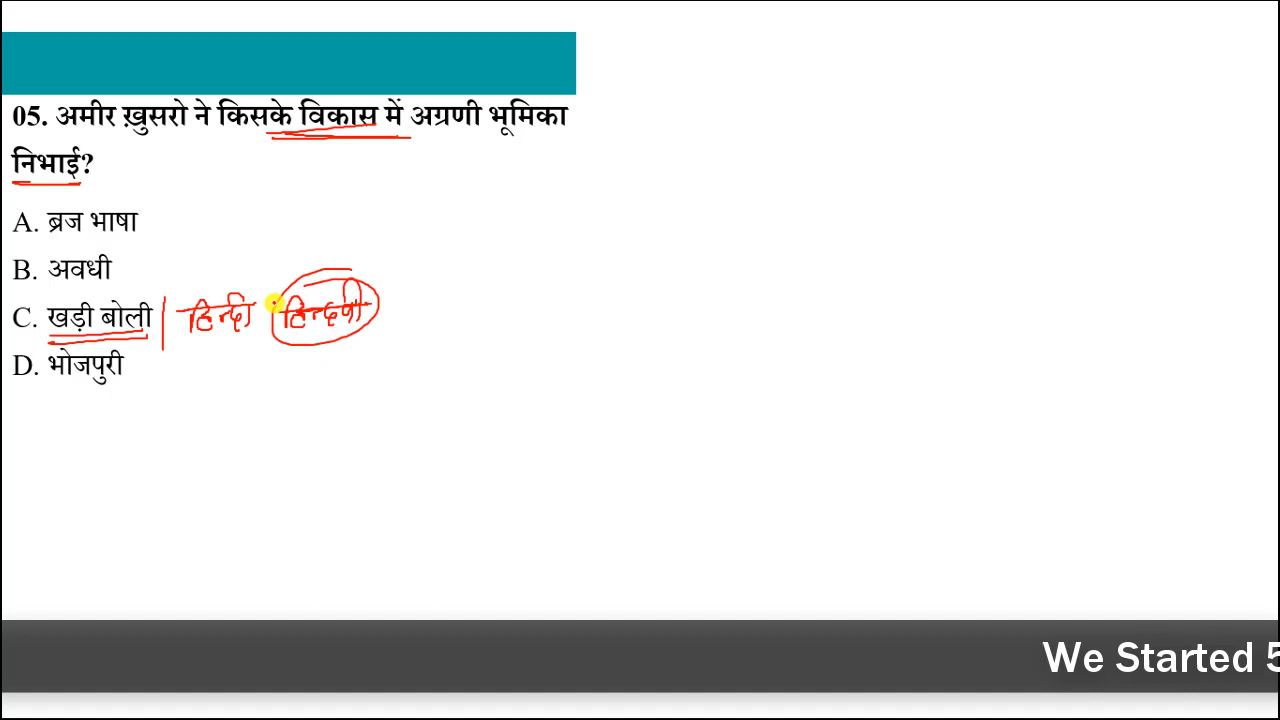 05. अमीर ख़ुसरो ने किसके विकास में अग्रणी भूमिका
निभाई?
A. ब्रज भाषा
B. अवधी
C. खड़ी बोली | हिन्दी हिन्दवी
D. भोजपुरी
We Started 5